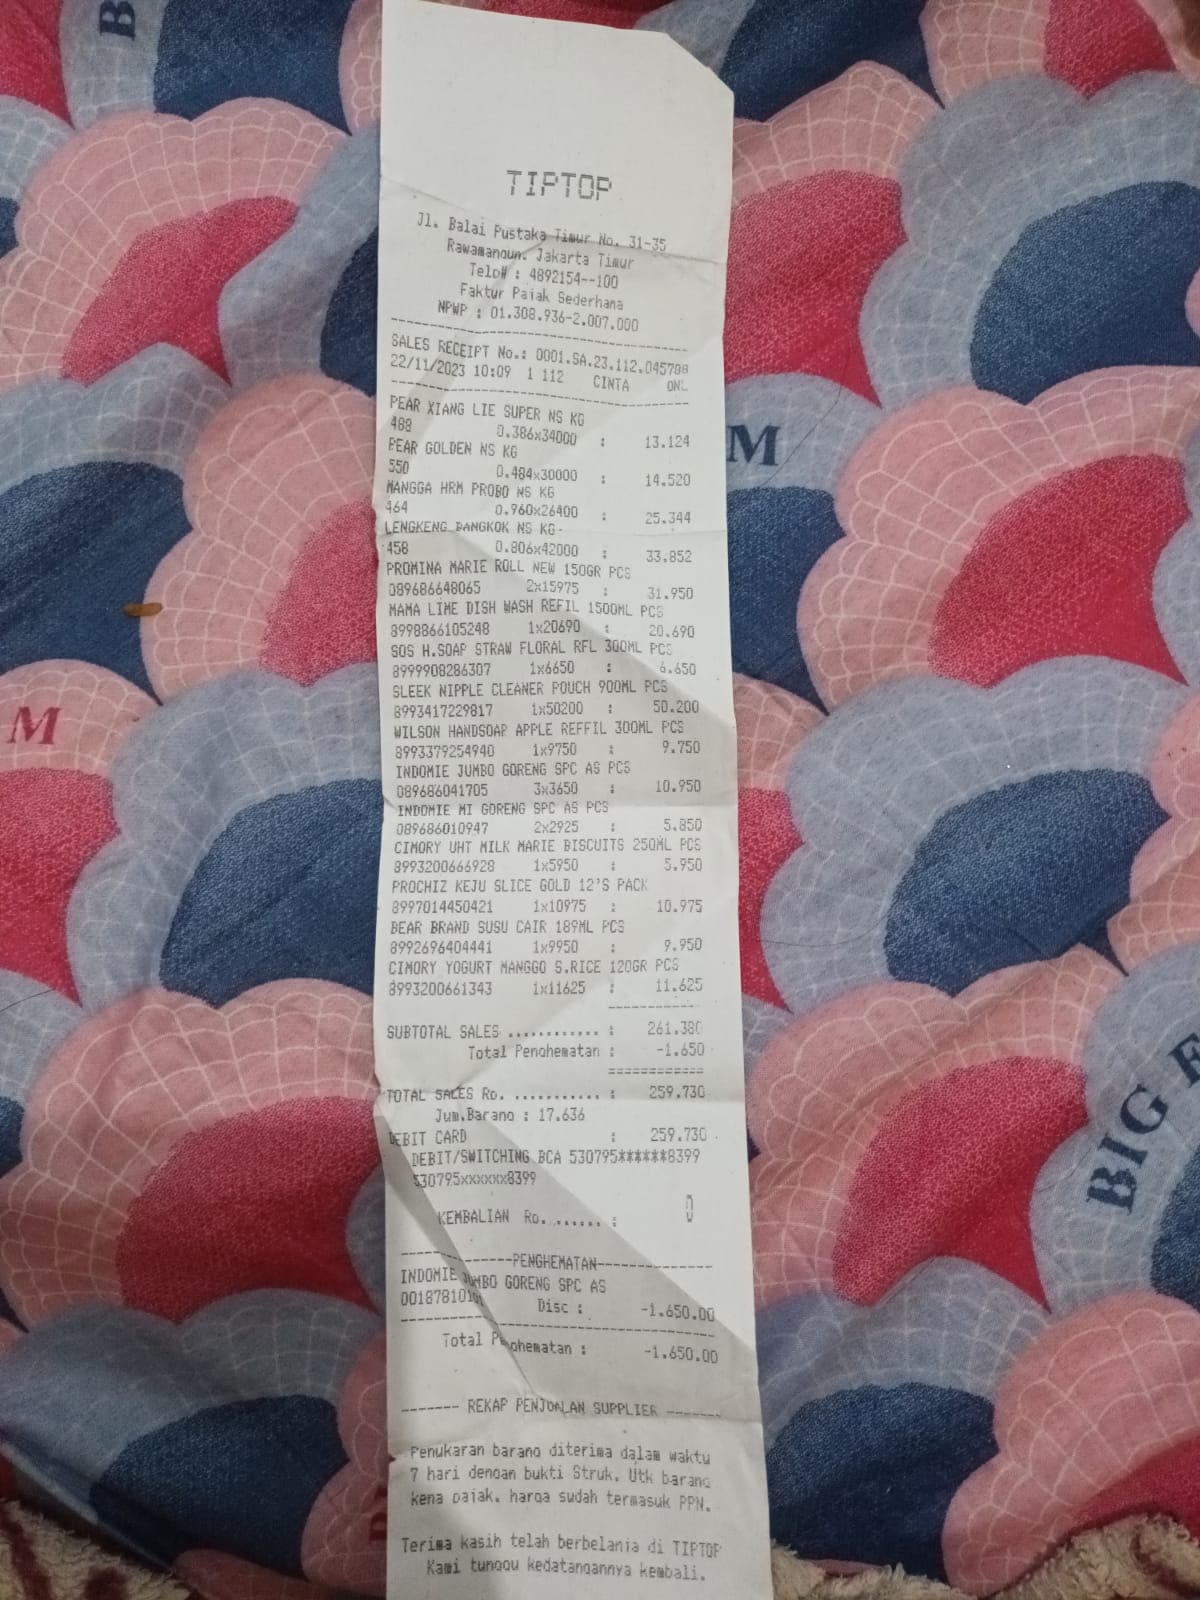 TIPTOP
Jl. Balai Pustaka Timur No. 31-35
Rawamangun. Jakarta Timur
Telp# : 4892154--100
Faktur Pajak Sederhana
NPWP : 01.308.936-2.007.000
SALES RECEIPT No.: 0001.SA.23.112.045788
22/11/2023 10:09 1 112 CINTA ONL
PEAR XIANG LIE SUPER NS KG
488 0.386x34000 : 13.124
PEAR GOLDEN NS KG
550 0.484x30000 : 14.520
MANGGA HRM PROBO NS KG
464 0.960x26400 : 25.344
LENGKENG BANGKOK NS KG
458 0.806x42000 : 33.852
PROMINA MARIE ROLL NEW 150GR PCS
089686648065 2x15975 : 31.950
MAMA LIME DISH WASH REFIL 1500ML PCS
8998866105248 1x20690 : 20.690
SOS H.SOAP STRAW FLORAL RFL 300ML PCS
8999908286307 1x6650 : 6.650
SLEEK NIPPLE CLEANER POUCH 900ML PCS
8993417229817 1x50200 : 50.200
WILSON HANDSOAP APPLE REFFIL 300ML PCS
8993379254940 1x9750 : 9.750
INDOMIE JUMBO GORENG SPC AS PCS
089686041705 3x3650 : 10.950
INDOMIE MI GORENG SPC AS PCS
089686010947 2x2925 : 5.850
CIMORY UHT MILK MARIE BISCUITS 250ML PCS
8993200666928 1x5950 : 5.950
PROCHIZ KEJU SLICE GOLD 12'S PACK
8997014450421 1x10975 : 10.975
BEAR BRAND SUSU CAIR 189ML PCS
8992696404441 1x9950 : 9.950
CIMORY YOGURT MANGGO S.RICE 120GR PCS
8993200661343 1x11625 : 11.625
SUBTOTAL SALES ............ : 261.380
Total Penghematan : -1.650
============
TOTAL SALES Rp. ........... : 259.730
Jum.Barang : 17.636
DEBIT CARD : 259.730
DEBIT/SWITCHING BCA 530795******8399
530795xxxxxx8399
KEMBALIAN Rp. ...... : 0
------------PENGHEMATAN------------
INDOMIE JUMBO GORENG SPC AS
Disc : -1.650.00
Total Penghematan : -1.650.00
------- REKAP PENJUALAN SUPPLIER -------
Penukaran barang diterima dalam waktu
7 hari dengan bukti Struk. Utk barang
kena pajak. harga sudah termasuk PPN.
Terima kasih telah berbelanja di TIPTOP
Kami tunggu kedatangannya kembali.
B
M
M
BIG